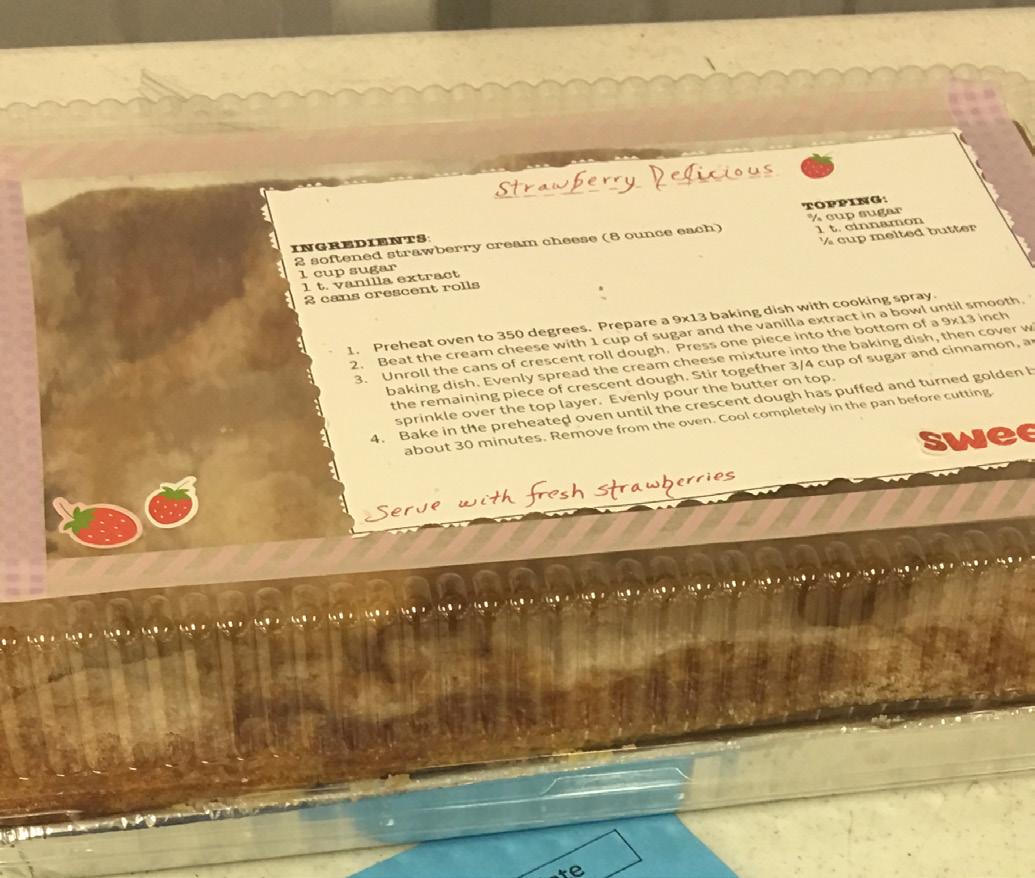 Strawberry Delicious
INGREDIENTS:
2 softened strawberry cream cheese (8 ounce each)
1 cup sugar
1 t. vanilla extract
2 cans crescent rolls
TOPPING:
¾ cup sugar
1 t. cinnamon
½ cup melted butter
1. Preheat oven to 350 degrees. Prepare a 9x13 baking dish with cooking spray.
2. Beat the cream cheese with 1 cup of sugar and the vanilla extract in a bowl until smooth.
3. Unroll the cans of crescent roll dough. Press one piece into the bottom of a 9x13 inch
baking dish. Evenly spread the cream cheese mixture into the baking dish, then cover w
the remaining piece of crescent dough. Stir together 3/4 cup of sugar and cinnamon, a
sprinkle over the top layer. Evenly pour the butter on top.
4. Bake in the preheated oven until the crescent dough has puffed and turned golden b
about 30 minutes. Remove from the oven. Cool completely in the pan before cutting.
swee
Serve with fresh strawberries
ate